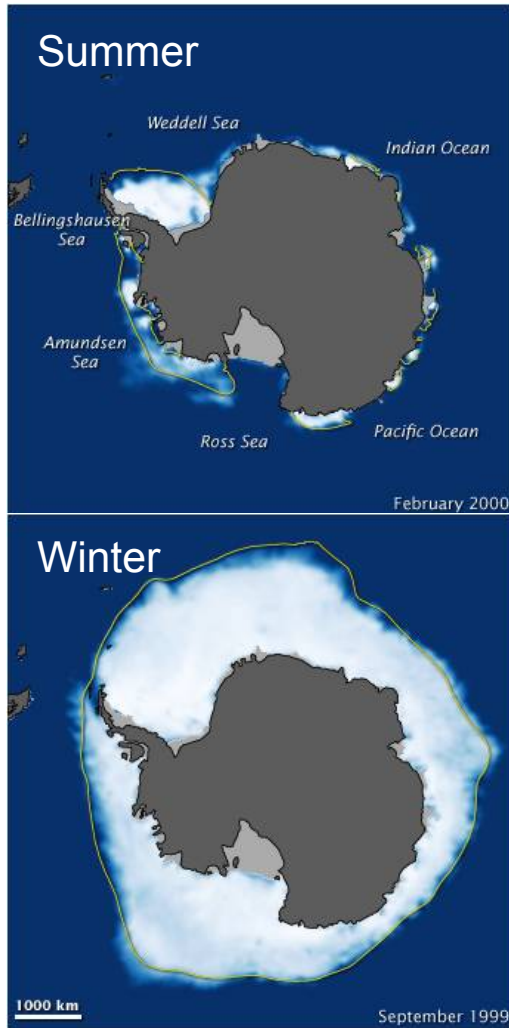 Summer
Weddell Sea
Indian Ocean
Bellingshausen
Sea
Amundsen
Sea
Ross Sea
Pacific Ocean
February 2000
Winter
1000 km
September 1999